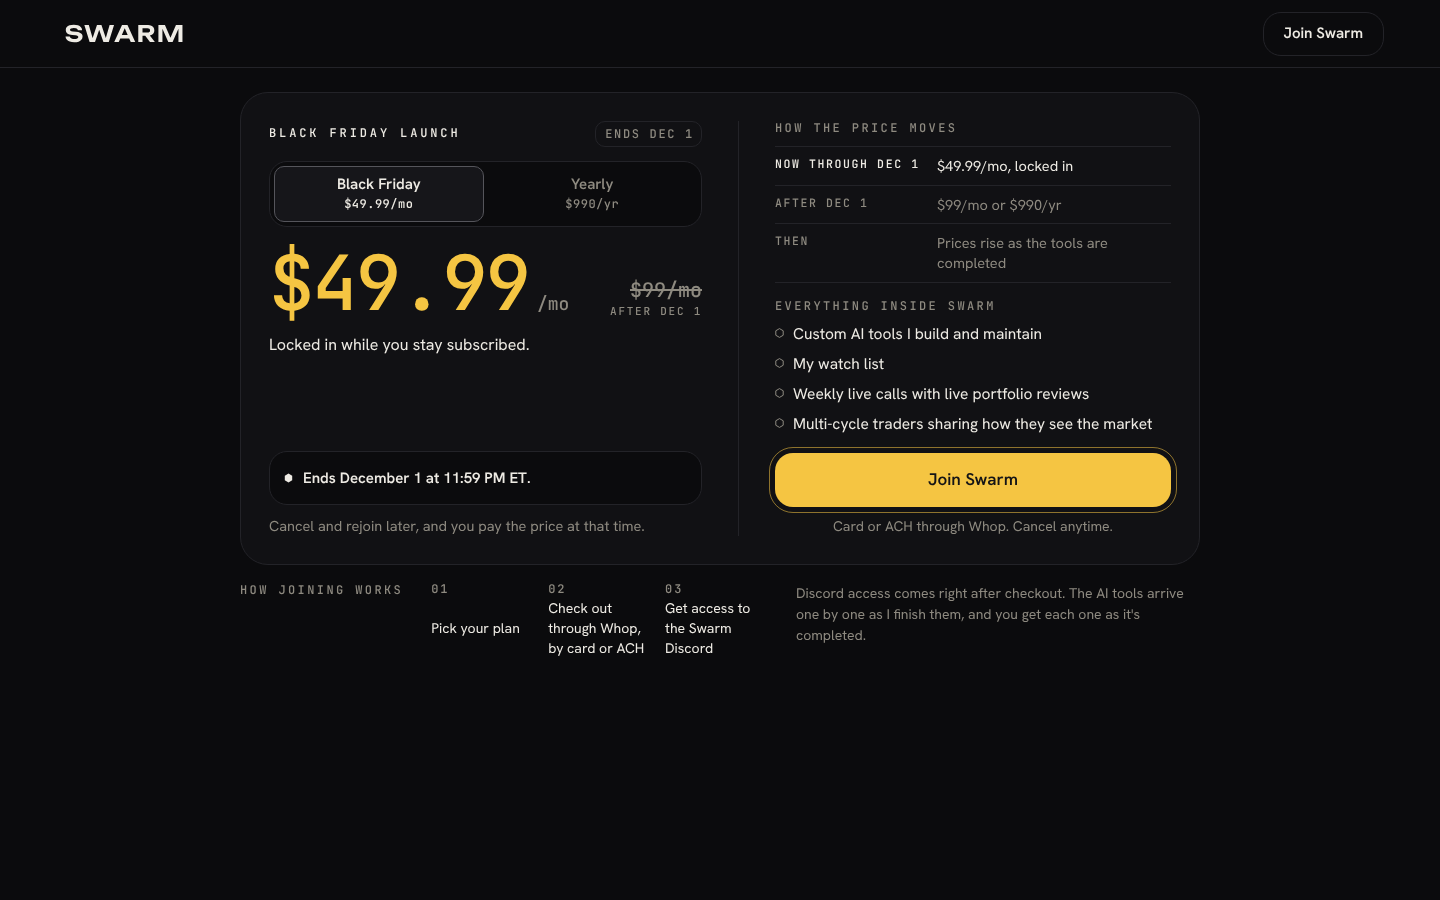 SWARM
Join Swarm
BLACK FRIDAY LAUNCH
ENDS DEC 1
Black Friday
$49.99/mo
Yearly
$990/yr
$49.99 /mo
$99/mo
AFTER DEC 1
Locked in while you stay subscribed.
Ends December 1 at 11:59 PM ET.
Cancel and rejoin later, and you pay the price at that time.
HOW THE PRICE MOVES
NOW THROUGH DEC 1 $49.99/mo, locked in
AFTER DEC 1 $99/mo or $990/yr
THEN Prices rise as the tools are
completed
EVERYTHING INSIDE SWARM
Custom AI tools I build and maintain
My watch list
Weekly live calls with live portfolio reviews
Multi-cycle traders sharing how they see the market
Join Swarm
Card or ACH through Whop. Cancel anytime.
HOW JOINING WORKS
01
Pick your plan
02
Check out
through Whop,
by card or ACH
03
Get access to
the Swarm
Discord
Discord access comes right after checkout. The AI tools arrive
one by one as I finish them, and you get each one as it's
completed.